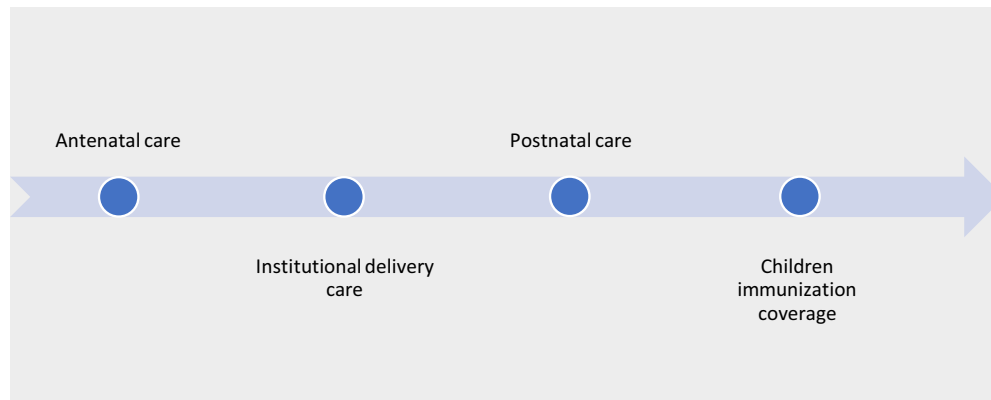 Antenatal care
Postnatal care
Institutional delivery
care
Children
immunization
coverage